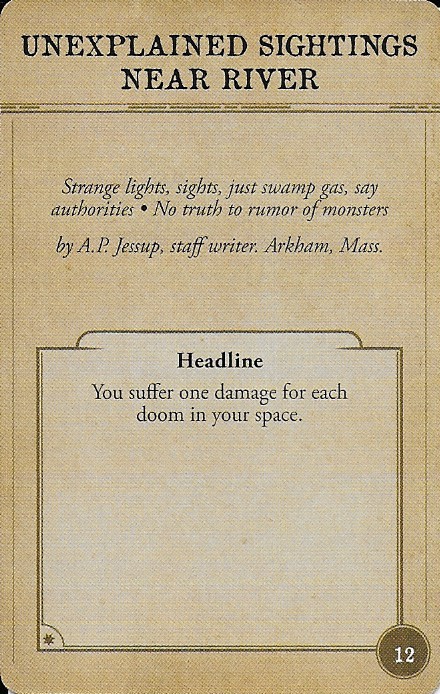 UNEXPLAINED SIGHTINGS
NEAR RIVER
Strange lights, sights, just swamp gas, say
authorities • No truth to rumor of monsters
by A.P. Jessup, staff writer. Arkham, Mass.
Headline
You suffer one damage for each
doom in your space.
12